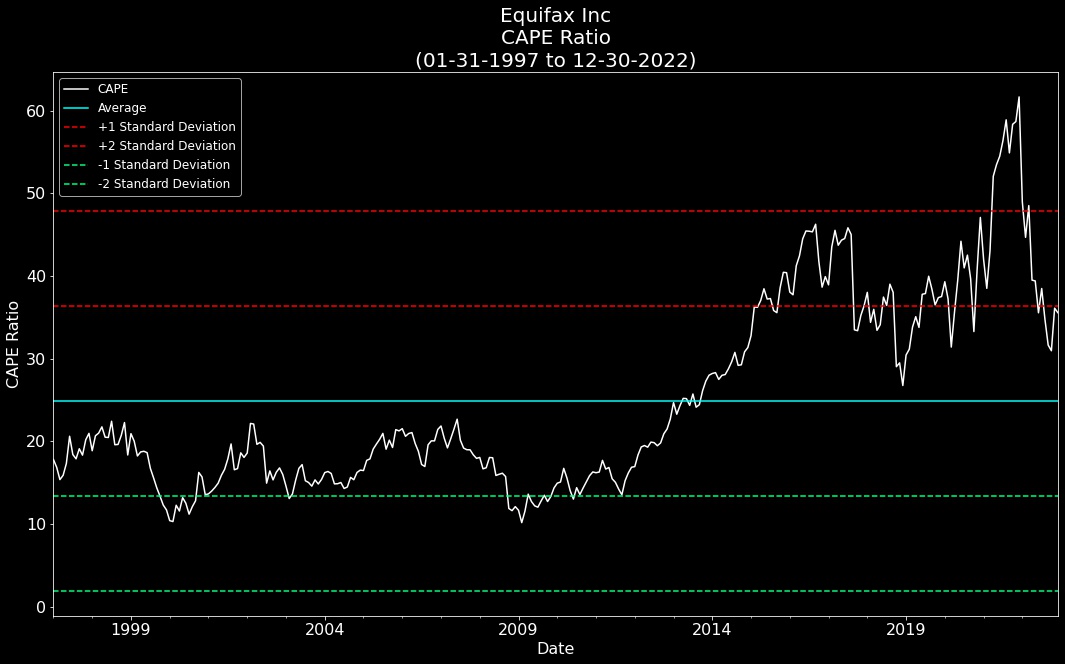 Equifax Inc
CAPE Ratio
(01-31-1997 to 12-30-2022)
CAPE
Average
+1 Standard Deviation
+2 Standard Deviation
-1 Standard Deviation
-2 Standard Deviation
60
50
40
30
20
10
0
CAPE Ratio
1999 2004 2009 2014 2019
Date